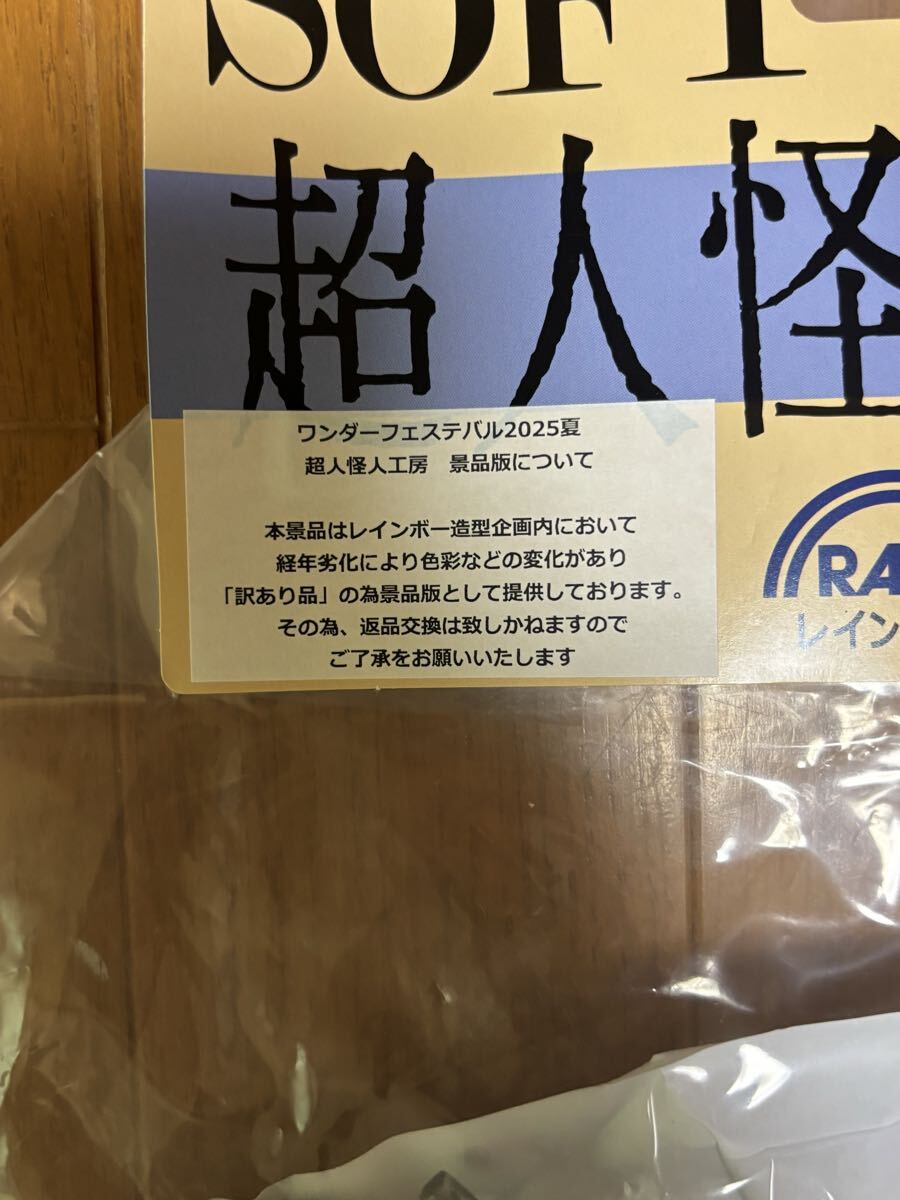 SOFT
超人怪
ワンダーフェステバル2025夏
超人怪人工房　景品版について
本景品はレインボー造型企画内において
経年劣化により色彩などの変化があり
「訳あり品」の為景品版として提供しております。
その為、返品交換は致しかねますので
ご了承をお願いいたします
RA
レイン